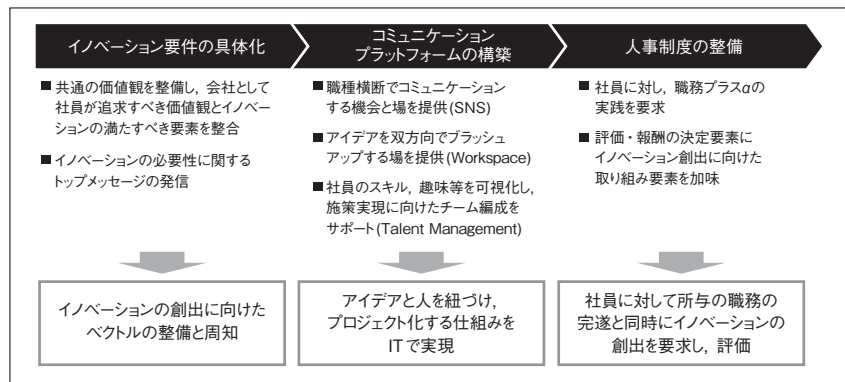 イノベーション要件の具体化
コミュニケーション
プラットフォームの構築
人事制度の整備
■ 共通の価値観を整備し，会社として
社員が追求すべき価値観とイノベー
ションの満たすべき要素を整合
■ イノベーションの必要性に関する
トップメッセージの発信
■ 職種横断でコミュニケーション
する機会と場を提供(SNS)
■ アイデアを双方向でブラッシュ
アップする場を提供(Workspace)
■ 社員のスキル，趣味等を可視化し，
施策実現に向けたチーム編成を
サポート(Talent Management)
■ 社員に対し，職務プラスαの
実践を要求
■ 評価・報酬の決定要素に
イノベーション創出に向けた
取り組み要素を加味
イノベーションの創出に向けた
ベクトルの整備と周知
アイデアと人を紐づけ，
プロジェクト化する仕組みを
ITで実現
社員に対して所与の職務の
完遂と同時にイノベーションの
創出を要求し，評価